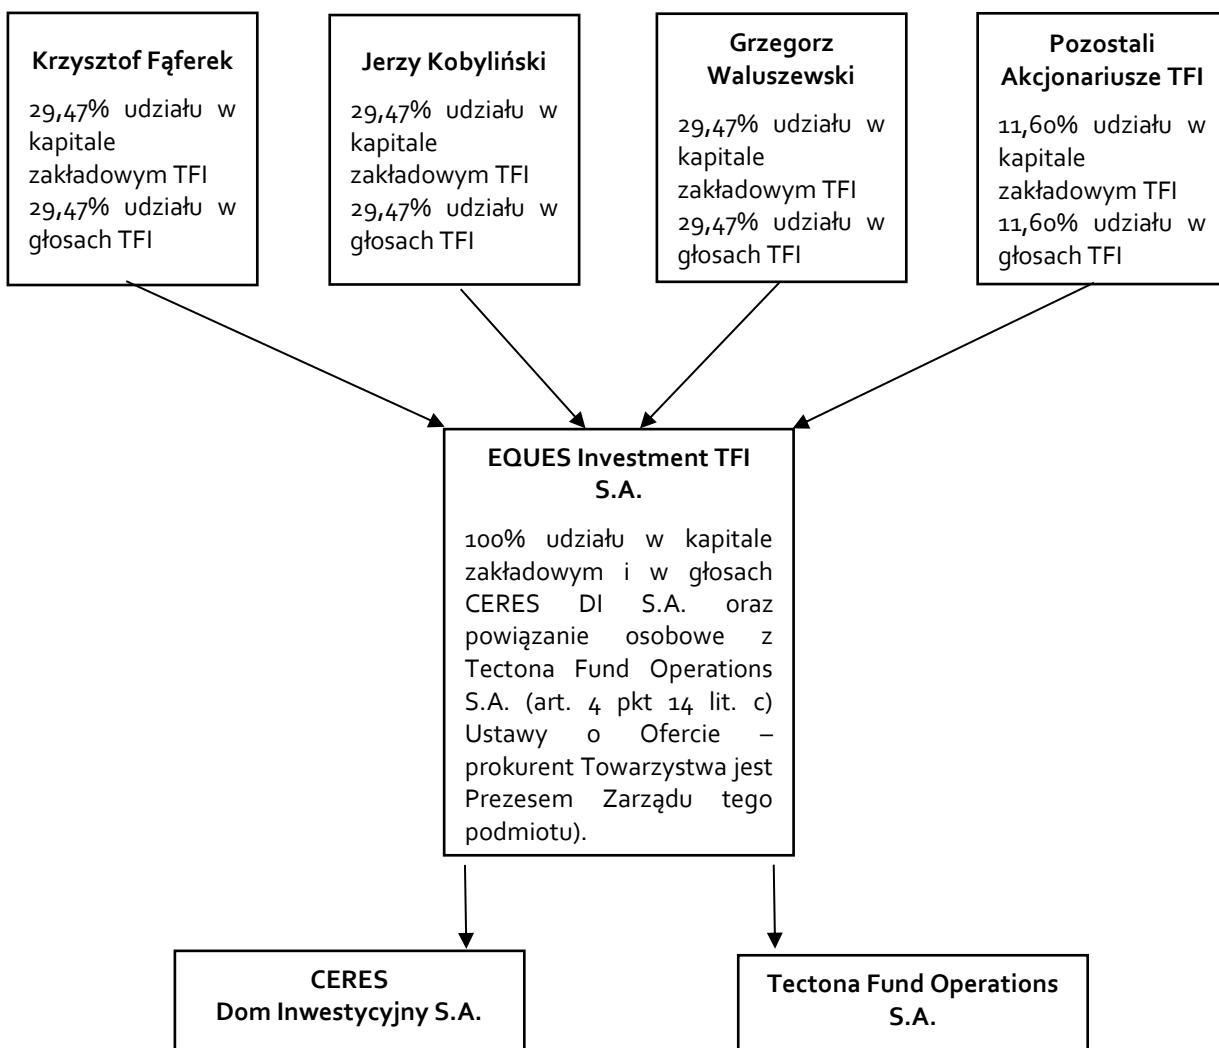 Krzysztof Fąferek
29,47% udziału w
kapitale
zakładowym TFI
29,47% udziału w
głosach TFI
Jerzy Kobyliński
29,47% udziału w
kapitale
zakładowym TFI
29,47% udziału w
głosach TFI
Grzegorz
Waluszewski
29,47% udziału w
kapitale
zakładowym TFI
29,47% udziału w
głosach TFI
Pozostali
Akcjonariusze TFI
11,60% udziału w
kapitale
zakładowym TFI
11,60% udziału w
głosach TFI
EQUES Investment TFI
S.A.
100% udziału w kapitale
zakładowym i w głosach
CERES DI S.A. oraz
powiązanie osobowe z
Tectona Fund Operations
S.A. (art. 4 pkt 14 lit. c)
Ustawy o Ofercie –
prokurent Towarzystwa jest
Prezesem Zarządu tego
podmiotu).
CERES
Dom Inwestycyjny S.A.
Tectona Fund Operations
S.A.